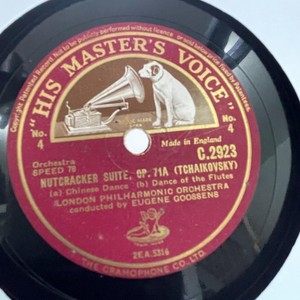 "HIS MASTER'S VOICE"
No. 4
No. 4
Made in England
C.2923
Orchestra
SPEED 78
NUTCRACKER SUITE, OP. 71A (TCHAIKOVSKY)
(a) Chinese Dance (b) Dance of the Flutes
(LONDON PHILHARMONIC ORCHESTRA
conducted by EUGENE GOOSSENS)
2E.A.5316
THE GRAMOPHONE CO. LTD.